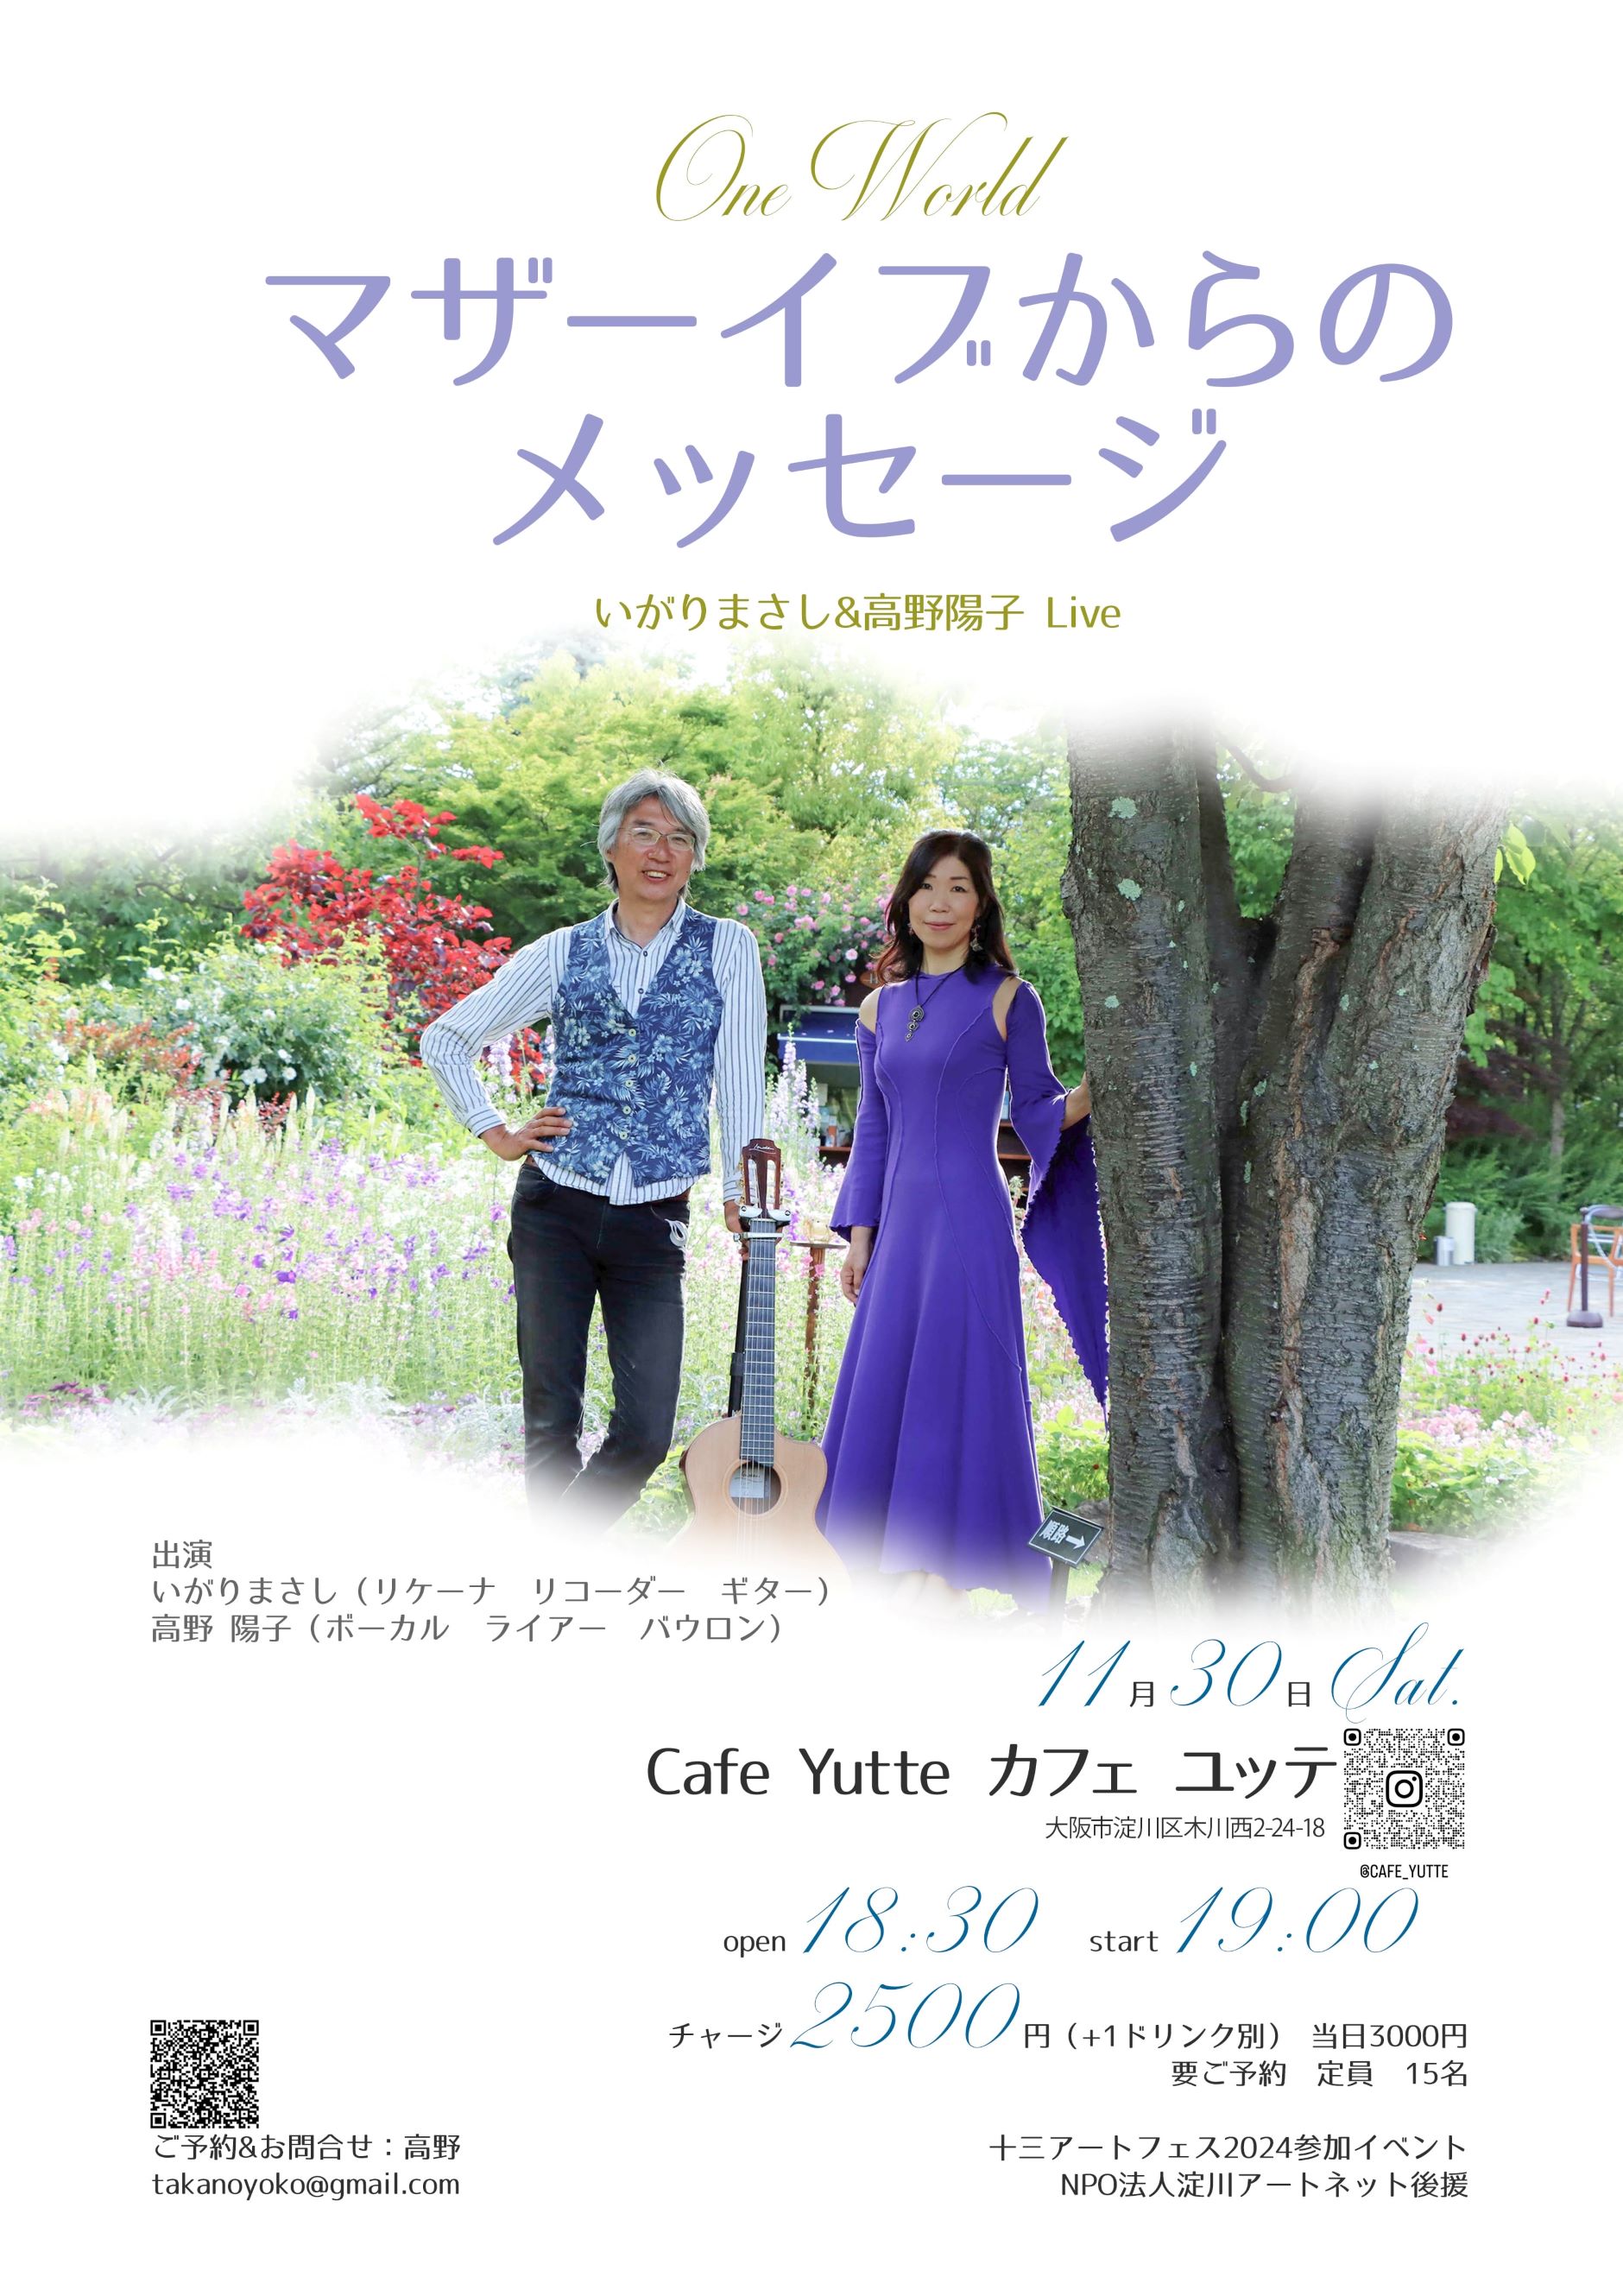 One World
マザーイブからの
メッセージ
いがりまさし&高野陽子 Live
順路
出演
いがりまさし（リケーナ　リコーダー　ギター）
高野 陽子（ボーカル　ライアー　バウロン）
11月30日 Sat.
Cafe Yutte カフェ ユッテ
大阪市淀川区木川西2-24-18
@CAFE_YUTTE
open 18:30 start 19:00
チャージ2500円（+1ドリンク別） 当日3000円
要ご予約　定員　15名
ご予約&お問合せ：高野
takanoyoko@gmail.com
十三アートフェス2024参加イベント
NPO法人淀川アートネット後援